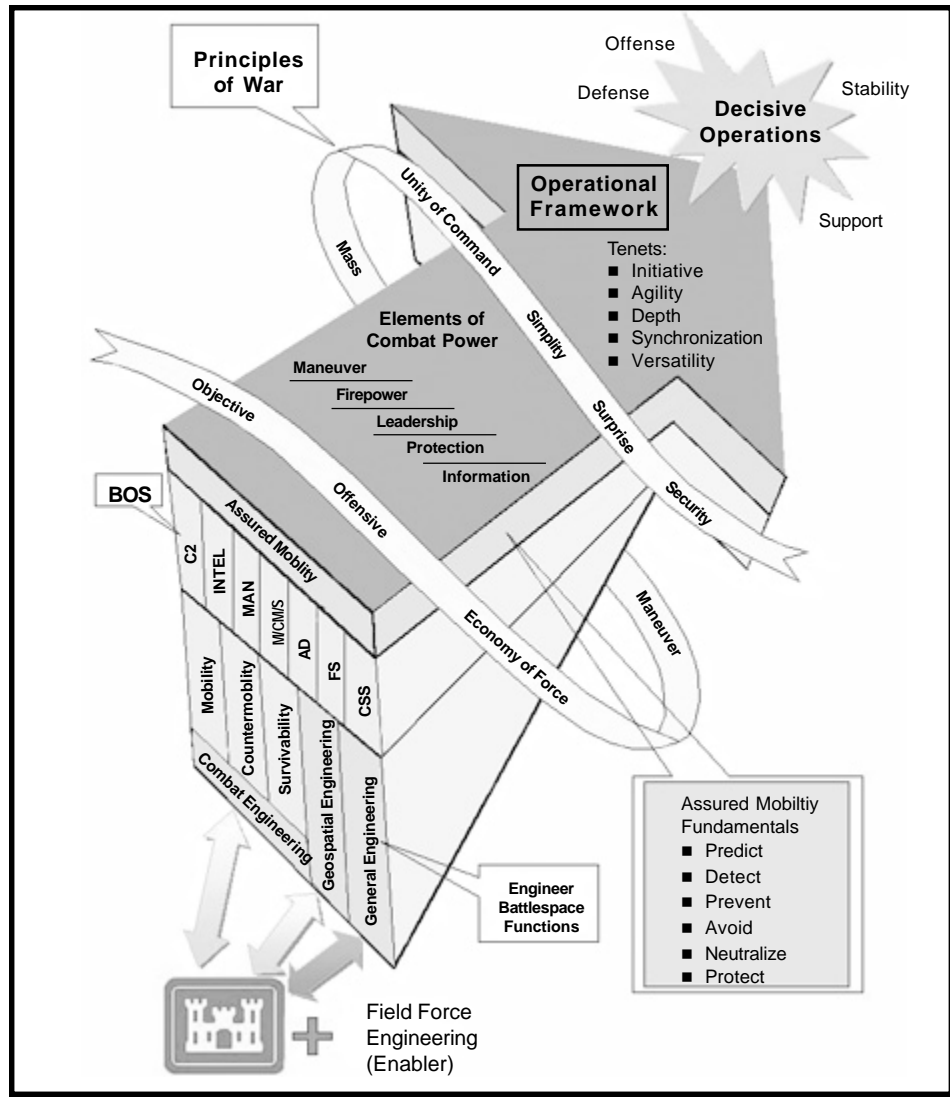 Principles
of War
Offense
Defense
Stability
Decisive
Operations
Support
Operational
Framework
Tenets:
■ Initiative
■ Agility
■ Depth
■ Synchronization
■ Versatility
Mass
Unity of Command
Simplity
Surprise
Security
Elements of
Combat Power
Maneuver
Firepower
Leadership
Protection
Information
Objective
Offensive
Economy of Force
Maneuver
BOS
Assured Moblity
C2
INTEL
MAN
M/CM/S
AD
FS
CSS
Mobility
Countermoblity
Survivability
Geospatial Engineering
General Engineering
Combat Engineering
Engineer
Battlespace
Functions
Assured Mobiltiy
Fundamentals
■ Predict
■ Detect
■ Prevent
■ Avoid
■ Neutralize
■ Protect
Field Force
Engineering
(Enabler)